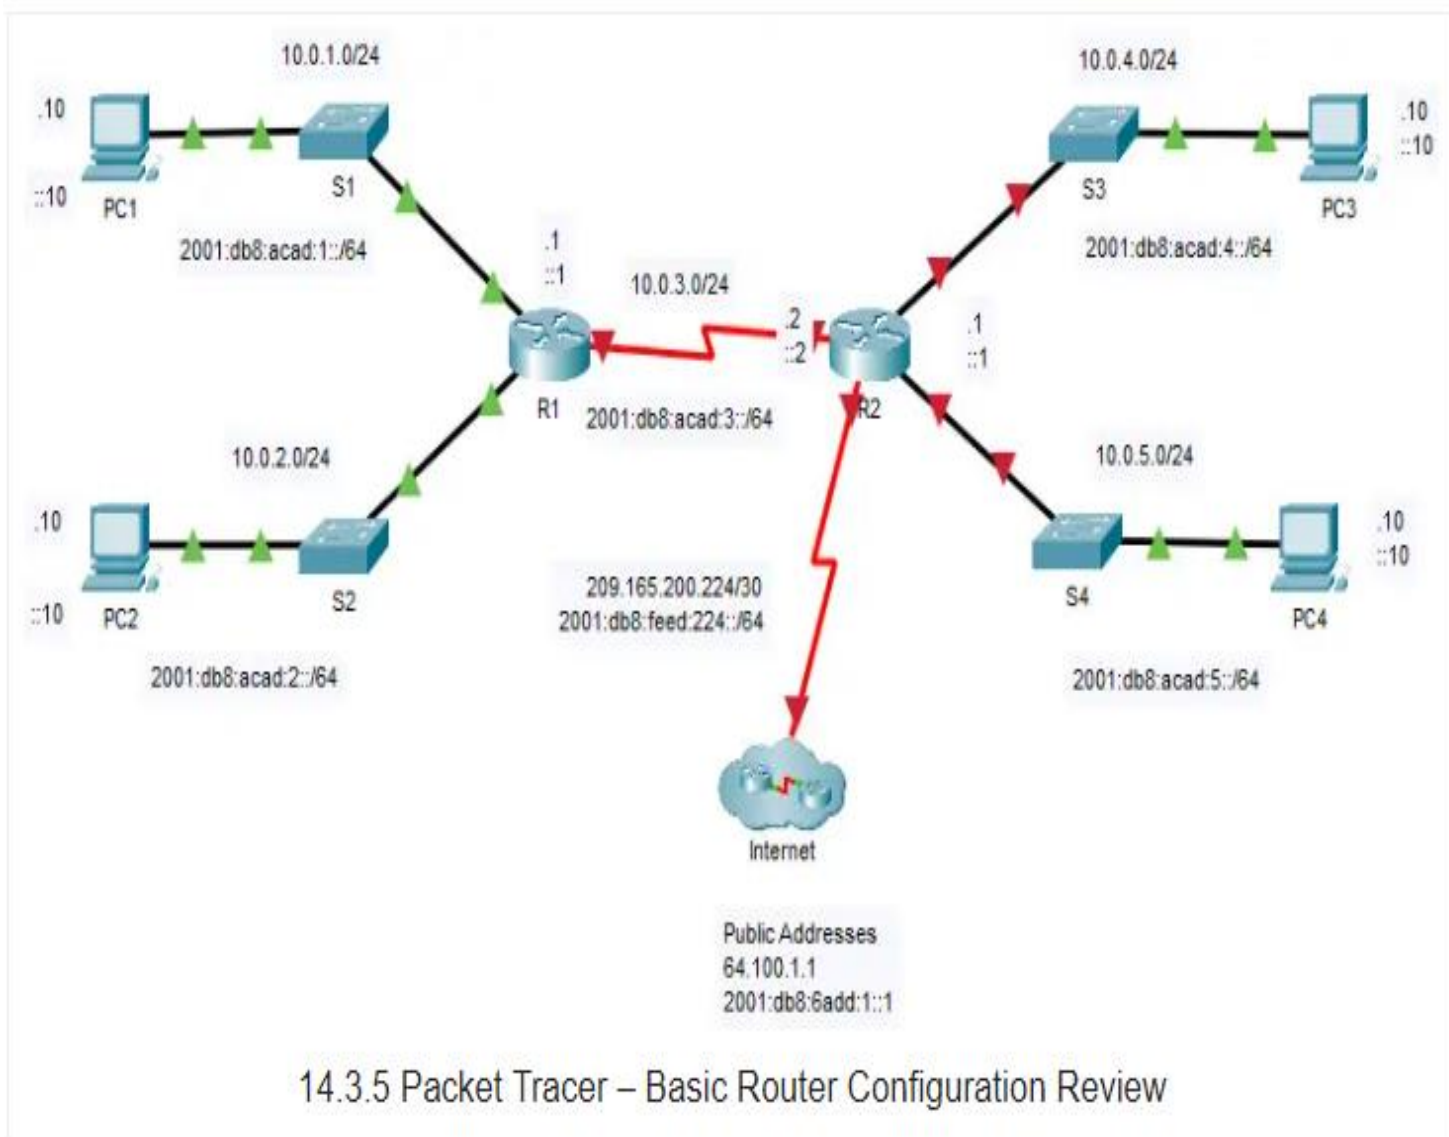 10.0.1.0/24
10.0.4.0/24
.10
.10
::10
S1
S3
::10
PC1
PC3
2001:db8:acad:1::/64
.1
::1
2001:db8:acad:4::/64
10.0.3.0/24
.2
::2
.1
::1
R1
2001:db8:acad:3::/64
R2
10.0.2.0/24
10.0.5.0/24
.10
.10
::10
209.165.200.224/30
2001:db8:feed:224::/64
S2
S4
::10
PC2
PC4
2001:db8:acad:2::/64
2001:db8:acad:5::/64
Internet
Public Addresses
64.100.1.1
2001:db8:6add:1::1
14.3.5 Packet Tracer – Basic Router Configuration Review